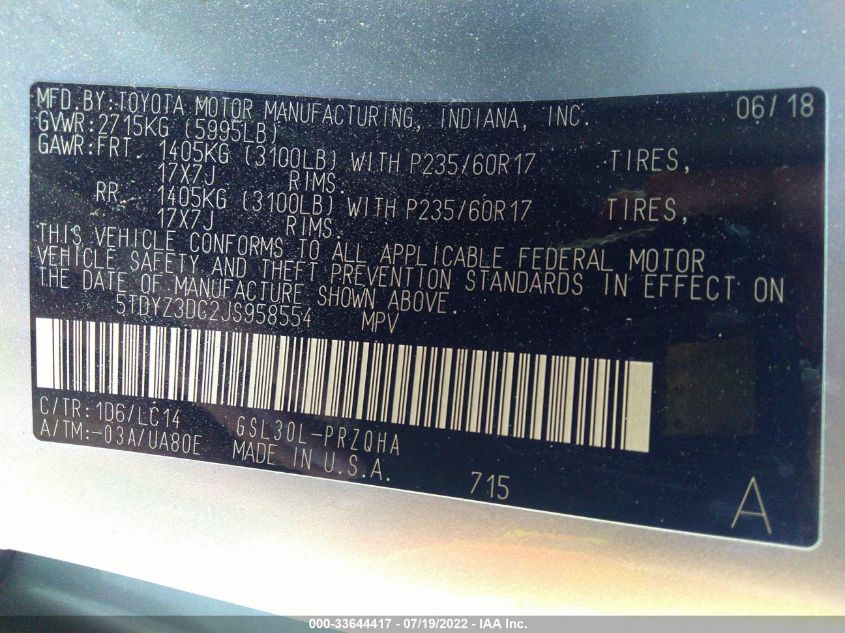 MFD.BY:TOYOTA MOTOR MANUFACTURING, INDIANA, INC. 06/18
GVWR:2715KG (5995LB)
GAWR:FRT. 1405KG (3100LB) WITH P235/60R17 TIRES,
17X7J RIMS.
RR. 1405KG (3100LB) WITH P235/60R17 TIRES,
17X7J RIMS.
THIS VEHICLE CONFORMS TO ALL APPLICABLE FEDERAL MOTOR
VEHICLE SAFETY AND THEFT PREVENTION STANDARDS IN EFFECT ON
THE DATE OF MANUFACTURE SHOWN ABOVE.
5TDYZ3DC2JS958554 MPV
C/TR:1D6/LC14 GSL30L-PRZQHA
A/TM:-03A/UA80E MADE IN U.S.A.
715 A
000-33644417 - 07/19/2022 - IAA Inc.